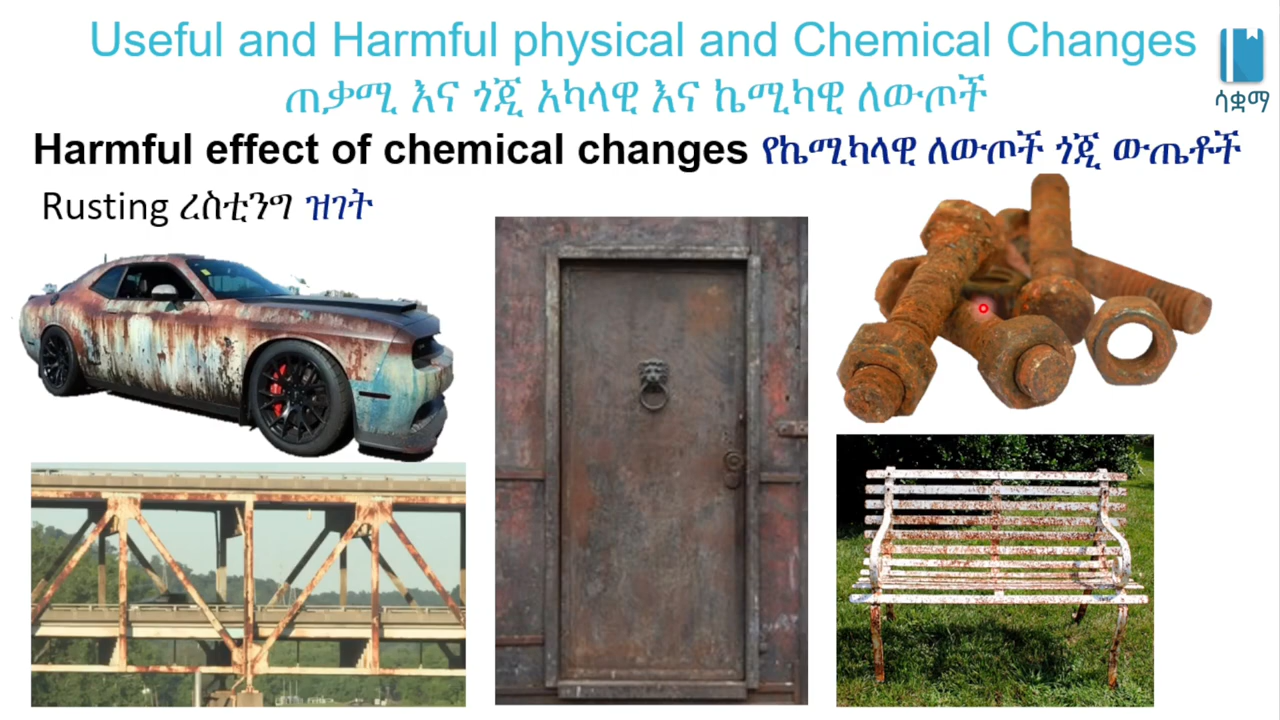 Useful and Harmful physical and Chemical Changes
ጠቃሚ እና ጎጂ አካላዊ እና ኬሚካዊ ለውጦች
ሳቋማ
Harmful effect of chemical changes የኬሚካላዊ ለውጦች ጎጂ ውጤቶች
Rusting ረስቲንግ ዝገት